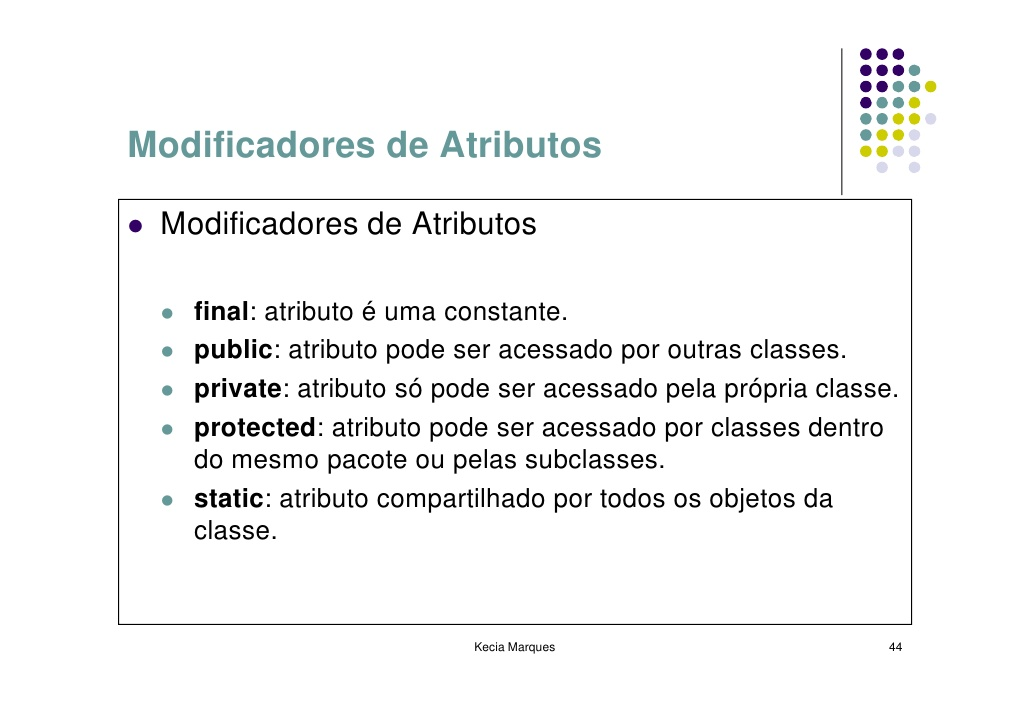 Modificadores de Atributos
Modificadores de Atributos
final: atributo é uma constante.
public: atributo pode ser acessado por outras classes.
private: atributo só pode ser acessado pela própria classe.
protected: atributo pode ser acessado por classes dentro
do mesmo pacote ou pelas subclasses.
static: atributo compartilhado por todos os objetos da
classe.
Kecia Marques
44